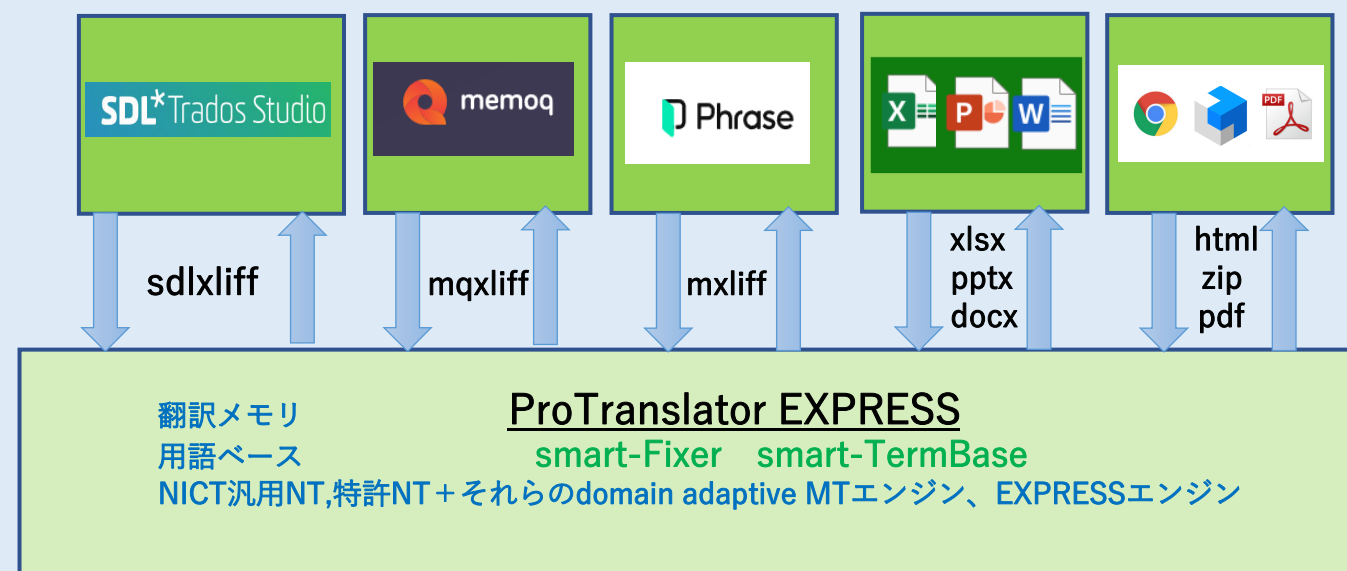 SDL*Trados Studio
memoq
Phrase
X P W
PDF
sdlxliff
mqxliff
mxliff
xlsx
pptx
docx
html
zip
pdf
ProTranslator EXPRESS
翻訳メモリ
用語ベース
smart-Fixer smart-TermBase
NICT汎用NT,特許NT＋それらのdomain adaptive MTエンジン、EXPRESSエンジン